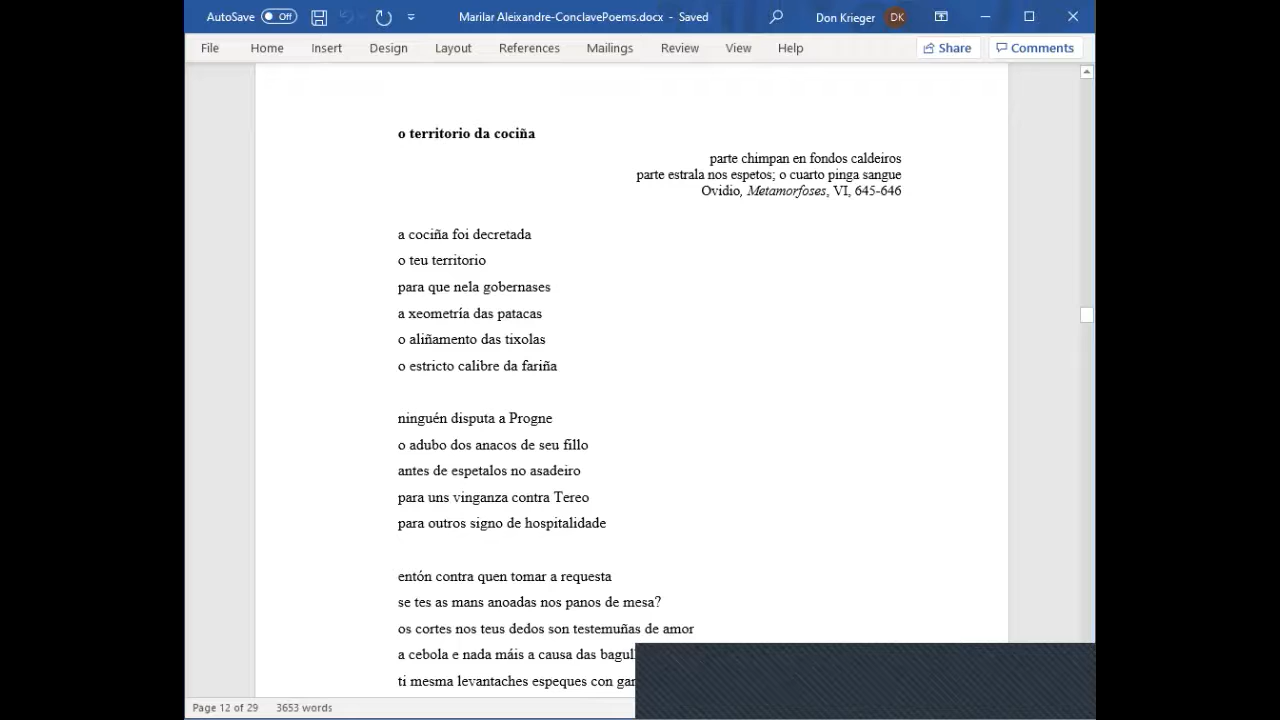 AutoSave Off Marilar Aleixandre-ConclavePoems.docx - Saved Don Krieger DK
File Home Insert Design Layout References Mailings Review View Help Share Comments
o territorio da cociña
parte chimpan en fondos caldeiros
parte estrala nos espetos; o cuarto pinga sangue
Ovidio, Metamorfoses, VI, 645-646
a cociña foi decretada
o teu territorio
para que nela gobernases
a xeometría das patacas
o aliñamento das tixolas
o estricto calibre da fariña
ninguén disputa a Progne
o adubo dos anacos de seu fillo
antes de espetalos no asadeiro
para uns vinganza contra Tereo
para outros signo de hospitalidade
entón contra quen tomar a requesta
se tes as mans anoadas nos panos de mesa?
os cortes nos teus dedos son testemuñas de amor
a cebola e nada máis a causa das
ti mesma levantaches espeques con
Page 12 of 29 3653 words